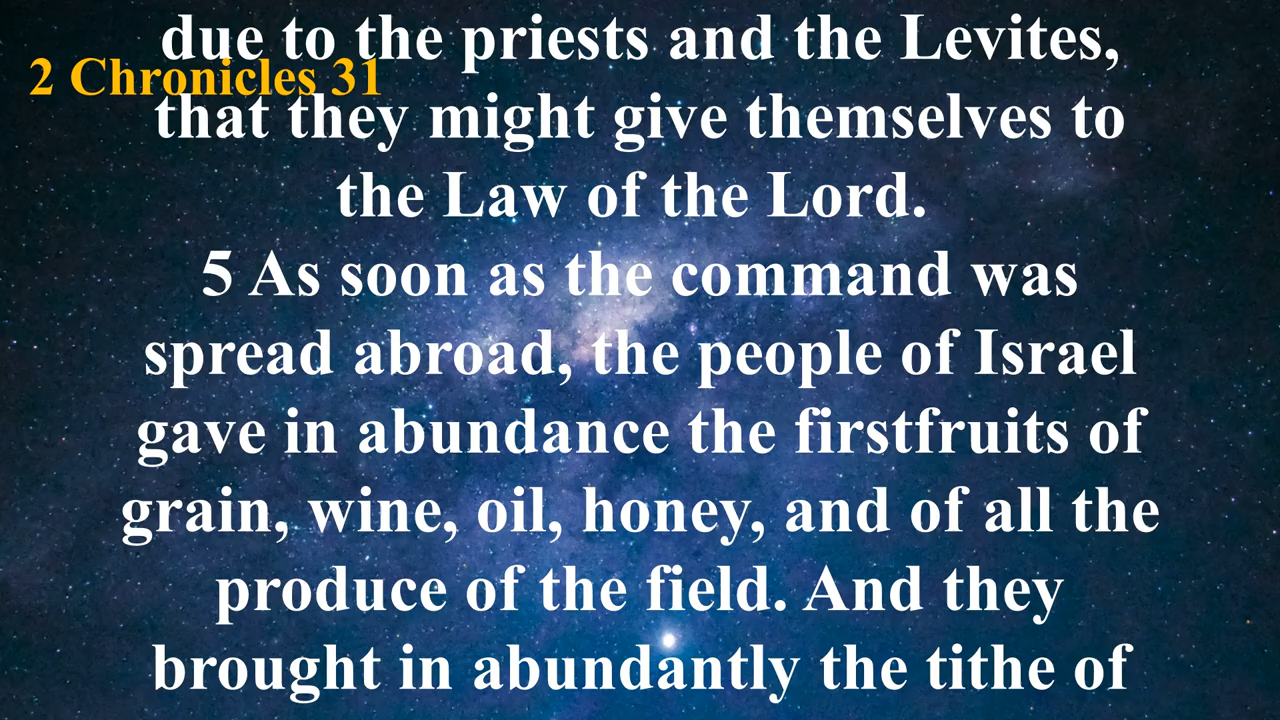 due to the priests and the Levites,
2 Chronicles 31
that they might give themselves to
the Law of the Lord.
5 As soon as the command was
spread abroad, the people of Israel
gave in abundance the firstfruits of
grain, wine, oil, honey, and of all the
produce of the field. And they
brought in abundantly the tithe of